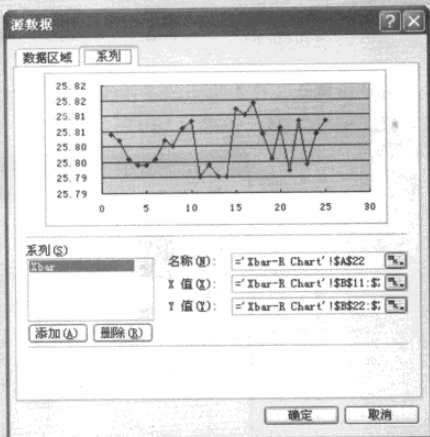 源数据
数据区域 系列
25.82
25.82
25.81
25.81
25.80
25.80
25.79
25.79
0 5 10 15 20 25 30
系列(S)
Xbar
名称(N): ='Xbar-R Chart'!$A$22
X 值(X): ='Xbar-R Chart'!$B$11:$
Y 值(Y): ='Xbar-R Chart'!$B$22:$
添加(A) 删除(R)
确定 取消